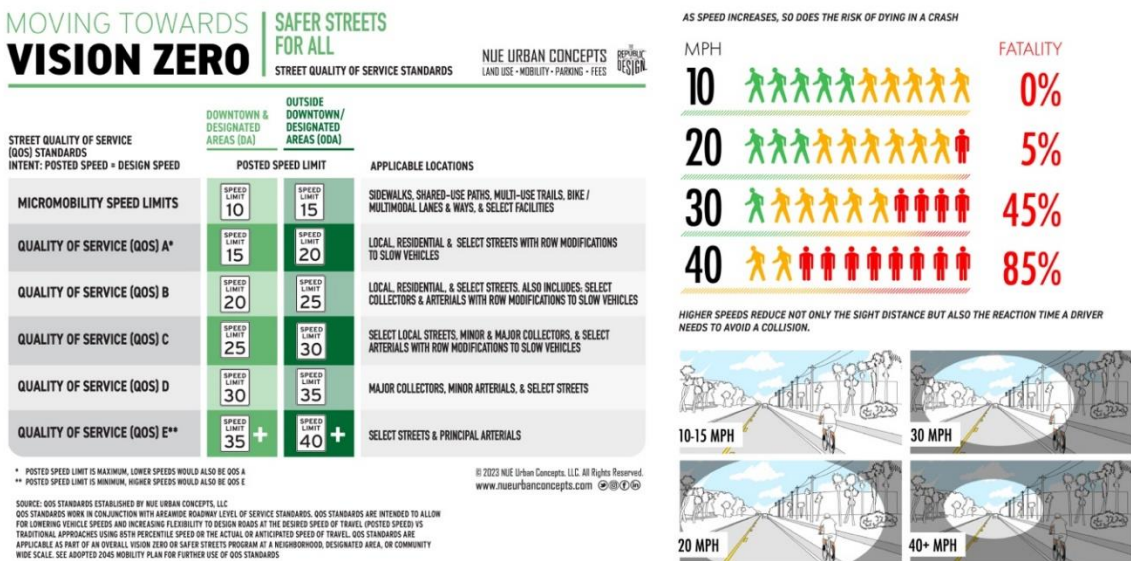 MOVING TOWARDS
VISION ZERO
SAFER STREETS
FOR ALL
STREET QUALITY OF SERVICE STANDARDS
NUE URBAN CONCEPTS
LAND USE • MOBILITY • PARKING • FEES
THE
REPUBLIC
OF
DESIGN
STREET QUALITY OF SERVICE
(QOS) STANDARDS
INTENT: POSTED SPEED = DESIGN SPEED
DOWNTOWN &
DESIGNATED
AREAS (DA)
OUTSIDE
DOWNTOWN/
DESIGNATED
AREAS (ODA)
POSTED SPEED LIMIT
APPLICABLE LOCATIONS
MICROMOBILITY SPEED LIMITS
SPEED
LIMIT
10
SPEED
LIMIT
15
SIDEWALKS, SHARED-USE PATHS, MULTI-USE TRAILS, BIKE /
MULTIMODAL LANES & WAYS, & SELECT FACILITIES
QUALITY OF SERVICE (QOS) A*
SPEED
LIMIT
15
SPEED
LIMIT
20
LOCAL, RESIDENTIAL & SELECT STREETS WITH ROW MODIFICATIONS
TO SLOW VEHICLES
QUALITY OF SERVICE (QOS) B
SPEED
LIMIT
20
SPEED
LIMIT
25
LOCAL, RESIDENTIAL, & SELECT STREETS. ALSO INCLUDES: SELECT
COLLECTORS & ARTERIALS WITH ROW MODIFICATIONS TO SLOW VEHICLES
QUALITY OF SERVICE (QOS) C
SPEED
LIMIT
25
SPEED
LIMIT
30
SELECT LOCAL STREETS, MINOR & MAJOR COLLECTORS, & SELECT
ARTERIALS WITH ROW MODIFICATIONS TO SLOW VEHICLES
QUALITY OF SERVICE (QOS) D
SPEED
LIMIT
30
SPEED
LIMIT
35
MAJOR COLLECTORS, MINOR ARTERIALS, & SELECT STREETS
QUALITY OF SERVICE (QOS) E**
SPEED
LIMIT
35
+
SPEED
LIMIT
40
+
SELECT STREETS & PRINCIPAL ARTERIALS
* POSTED SPEED LIMIT IS MAXIMUM, LOWER SPEEDS WOULD ALSO BE QOS A
** POSTED SPEED LIMIT IS MINIMUM, HIGHER SPEEDS WOULD ALSO BE QOS E
© 2023 NUE Urban Concepts, LLC. All Rights Reserved.
www.nueurbanconcepts.com
SOURCE: QOS STANDARDS ESTABLISHED BY NUE URBAN CONCEPTS, LLC
QOS STANDARDS WORK IN CONJUNCTION WITH AREAWIDE ROADWAY LEVEL OF SERVICE STANDARDS. QOS STANDARDS ARE INTENDED TO ALLOW
FOR LOWERING VEHICLE SPEEDS AND INCREASING FLEXIBILITY TO DESIGN ROADS AT THE DESIRED SPEED OF TRAVEL (POSTED SPEED) VS
TRADITIONAL APPROACHES USING 85TH PERCENTILE SPEED OR THE ACTUAL OR ANTICIPATED SPEED OF TRAVEL. QOS STANDARDS ARE
APPLICABLE AS PART OF AN OVERALL VISION ZERO OR SAFER STREETS PROGRAM AT A NEIGHBORHOOD, DESIGNATED AREA, OR COMMUNITY
WIDE SCALE. SEE ADOPTED 2045 MOBILITY PLAN FOR FURTHER USE OF QOS STANDARDS
AS SPEED INCREASES, SO DOES THE RISK OF DYING IN A CRASH
MPH
FATALITY
10
0%
20
5%
30
45%
40
85%
HIGHER SPEEDS REDUCE NOT ONLY THE SIGHT DISTANCE BUT ALSO THE REACTION TIME A DRIVER
NEEDS TO AVOID A COLLISION.
10-15 MPH
30 MPH
20 MPH
40+ MPH